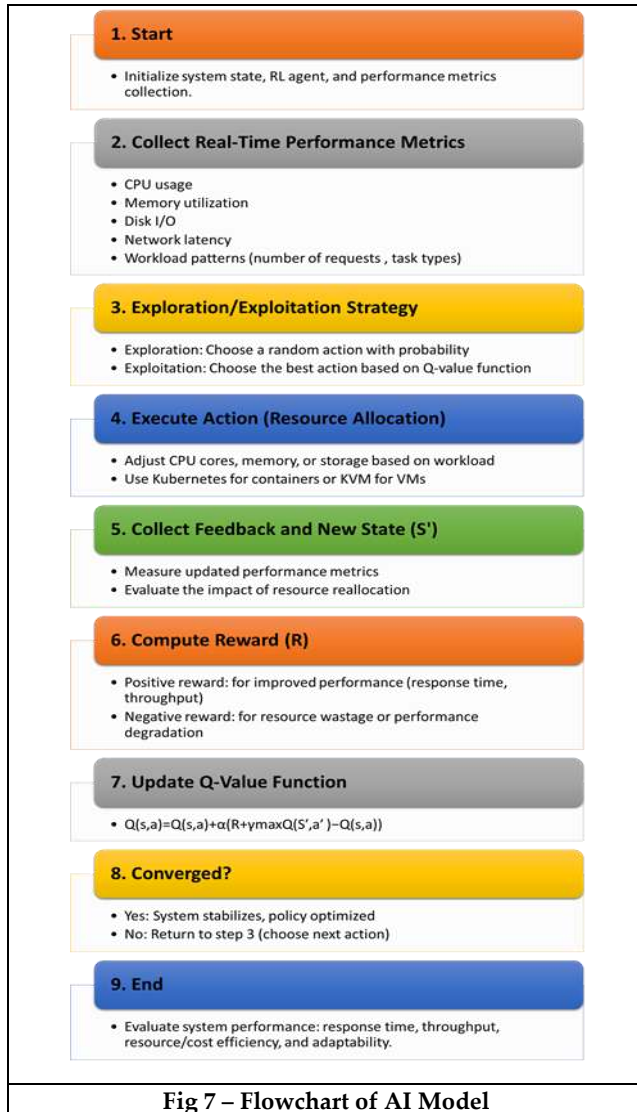 1. Start
• Initialize system state, RL agent, and performance metrics
collection.
2. Collect Real-Time Performance Metrics
• CPU usage
• Memory utilization
• Disk I/O
• Network latency
• Workload patterns (number of requests , task types)
3. Exploration/Exploitation Strategy
• Exploration: Choose a random action with probability
• Exploitation: Choose the best action based on Q-value function
4. Execute Action (Resource Allocation)
• Adjust CPU cores, memory, or storage based on workload
• Use Kubernetes for containers or KVM for VMs
5. Collect Feedback and New State (S')
• Measure updated performance metrics
• Evaluate the impact of resource reallocation
6. Compute Reward (R)
• Positive reward: for improved performance (response time,
throughput)
• Negative reward: for resource wastage or performance
degradation
7. Update Q-Value Function
• Q(s,a)=Q(s,a)+α(R+γmaxQ(S′,a′ )−Q(s,a))
8. Converged?
• Yes: System stabilizes, policy optimized
• No: Return to step 3 (choose next action)
9. End
• Evaluate system performance: response time, throughput,
resource/cost efficiency, and adaptability.
Fig 7 – Flowchart of AI Model